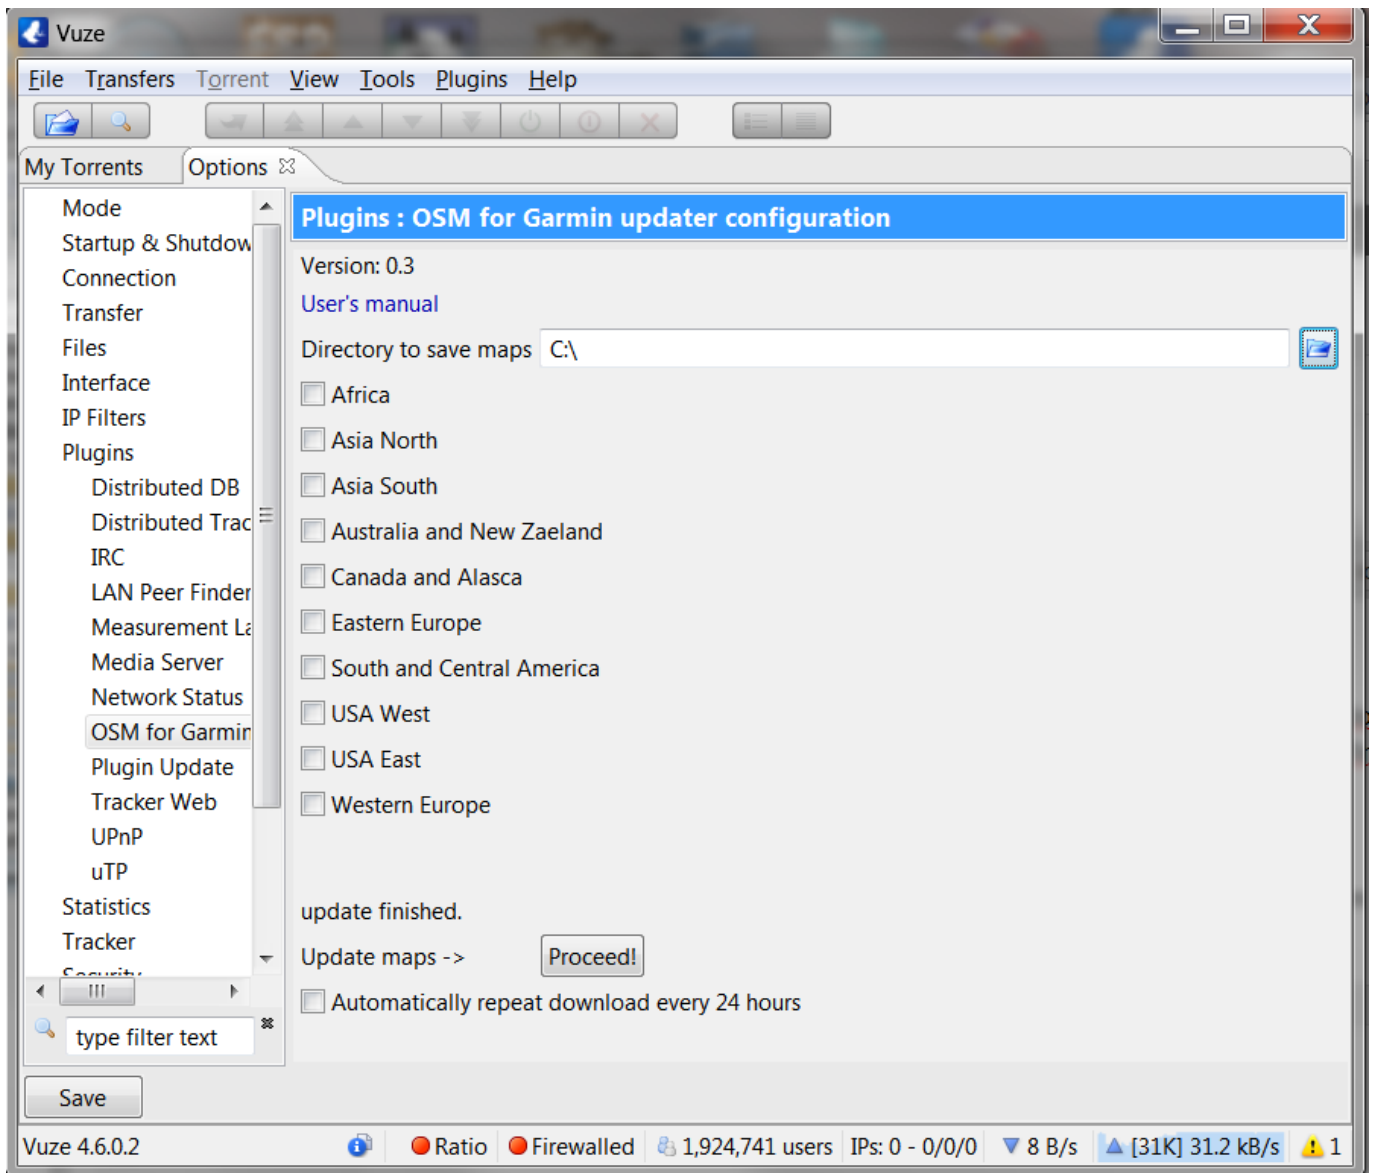 Vuze
File Transfers Torrent View Tools Plugins Help
My Torrents Options
Mode
Startup & Shutdow
Connection
Transfer
Files
Interface
IP Filters
Plugins
Distributed DB
Distributed Trac
IRC
LAN Peer Finder
Measurement La
Media Server
Network Status
OSM for Garmin
Plugin Update
Tracker Web
UPnP
uTP
Statistics
Tracker
Security
type filter text
Plugins : OSM for Garmin updater configuration
Version: 0.3
User's manual
Directory to save maps C:\
Africa
Asia North
Asia South
Australia and New Zaeland
Canada and Alasca
Eastern Europe
South and Central America
USA West
USA East
Western Europe
update finished.
Update maps -> Proceed!
Automatically repeat download every 24 hours
Save
Vuze 4.6.0.2 Ratio Firewalled 1,924,741 users IPs: 0 - 0/0/0 8 B/s [31K] 31.2 kB/s 1